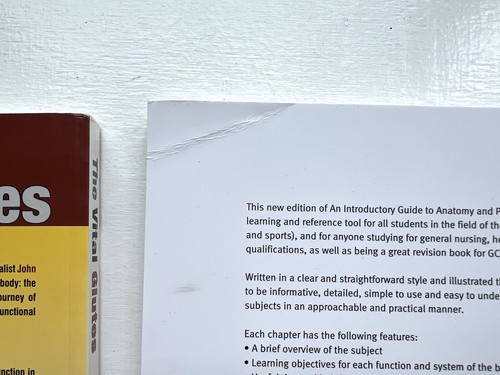 es
alist John
body: the
ourney of
unctional
nction in
The Vital Glutes
This new edition of An Introductory Guide to Anatomy and P
learning and reference tool for all students in the field of the
and sports), and for anyone studying for general nursing, he
qualifications, as well as being a great revision book for GC
Written in a clear and straightforward style and illustrated t
to be informative, detailed, simple to use and easy to unde
subjects in an approachable and practical manner.
Each chapter has the following features:
• A brief overview of the subject
• Learning objectives for each function and system of the b